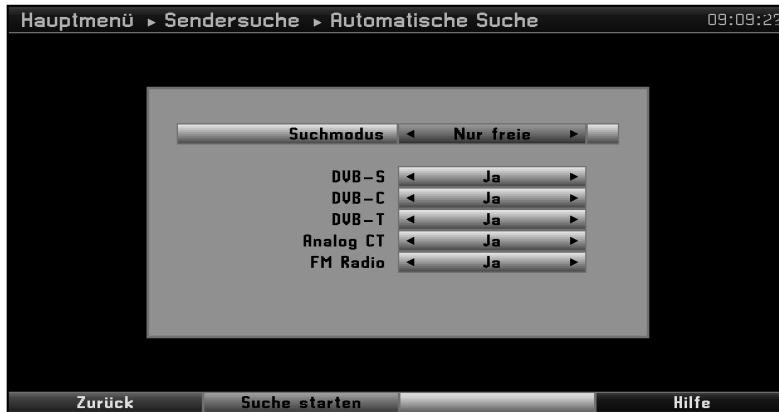 Hauptmenü ▸ Sendersuche ▸ Automatische Suche 09:09:23
Suchmodus ◄ Nur freie ►
DVB-S ◄ Ja ►
DVB-C ◄ Ja ►
DVB-T ◄ Ja ►
Analog CT ◄ Ja ►
FM Radio ◄ Ja ►
Zurück Suche starten Hilfe